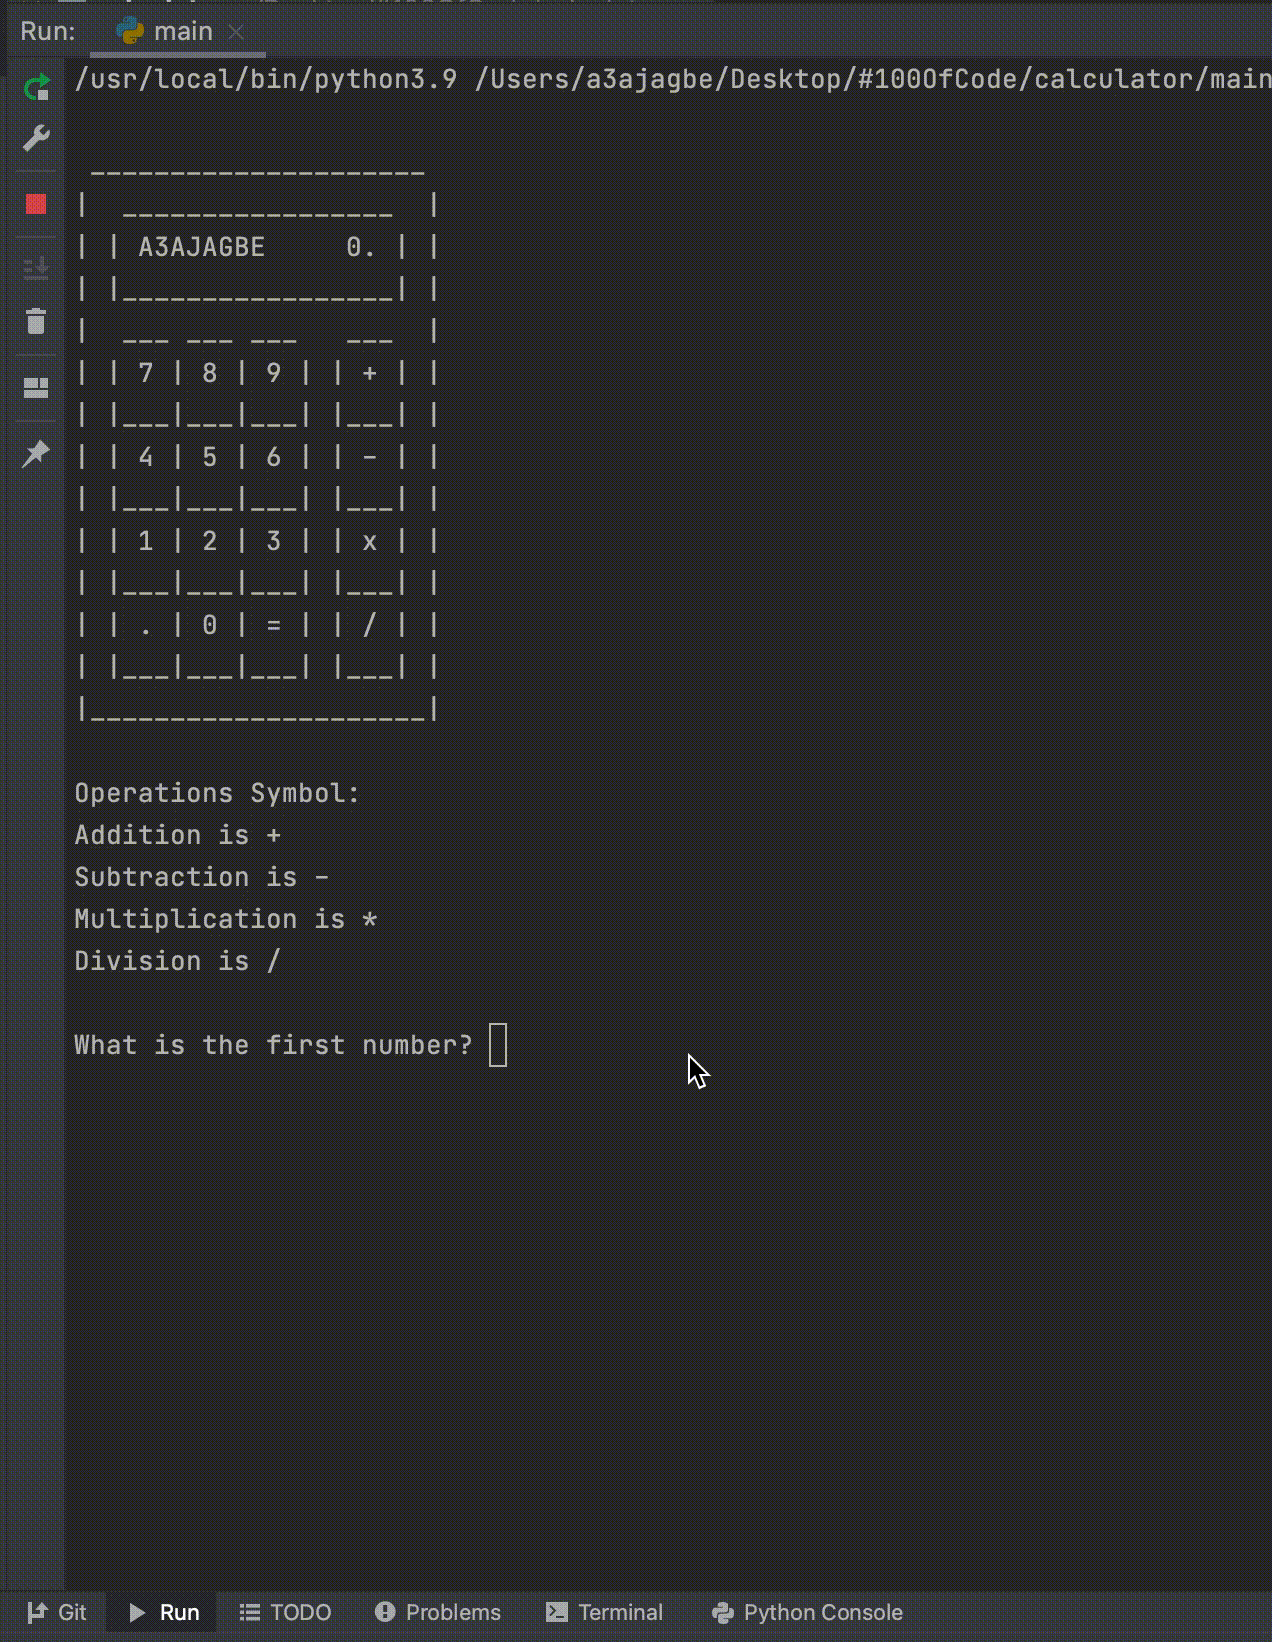 Run: main
/usr/local/bin/python3.9 /Users/a3ajagbe/Desktop/#100OfCode/calculator/main
 _____________________
|  _________________  |
| | A3AJAGBE     0. | |
| |_________________| |
|  ___ ___ ___   ___  |
| | 7 | 8 | 9 | | + | |
| |___|___|___| |___| |
| | 4 | 5 | 6 | | - | |
| |___|___|___| |___| |
| | 1 | 2 | 3 | | x | |
| |___|___|___| |___| |
| | . | 0 | = | | / | |
| |___|___|___| |___| |
|_____________________|
Operations Symbol:
Addition is +
Subtraction is -
Multiplication is *
Division is /
What is the first number?
Git Run TODO Problems Terminal Python Console